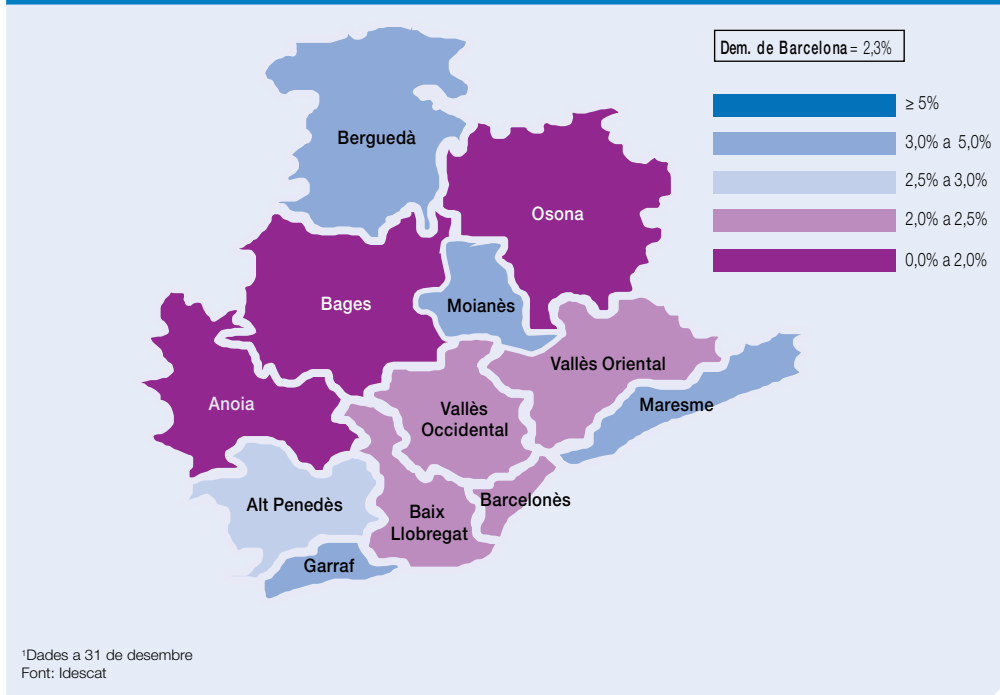 Dem. de Barcelona = 2,3%
≥ 5%
3,0% a 5,0%
2,5% a 3,0%
2,0% a 2,5%
0,0% a 2,0%
Berguedà
Osona
Bages
Moianès
Vallès Oriental
Anoia
Maresme
Vallès
Occidental
Alt Penedès
Barcelonès
Baix
Llobregat
Garraf
¹Dades a 31 de desembre
Font: Idescat